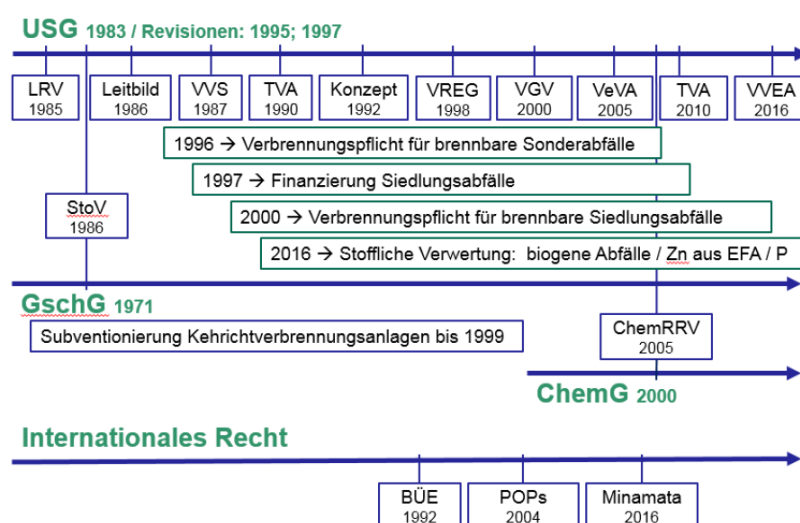 USG 1983 / Revisionen: 1995; 1997
LRV
1985
Leitbild
1986
VVS
1987
TVA
1990
Konzept
1992
VREG
1998
VGV
2000
VeVA
2005
TVA
2010
VVEA
2016
1996 → Verbrennungspflicht für brennbare Sonderabfälle
1997 → Finanzierung Siedlungsabfälle
StoV
1986
2000 → Verbrennungspflicht für brennbare Siedlungsabfälle
2016 → Stoffliche Verwertung: biogene Abfälle / Zn aus EFA / P
GschG 1971
Subventionierung Kehrichtverbrennungsanlagen bis 1999
ChemRRV
2005
ChemG 2000
Internationales Recht
BÜE
1992
POPs
2004
Minamata
2016